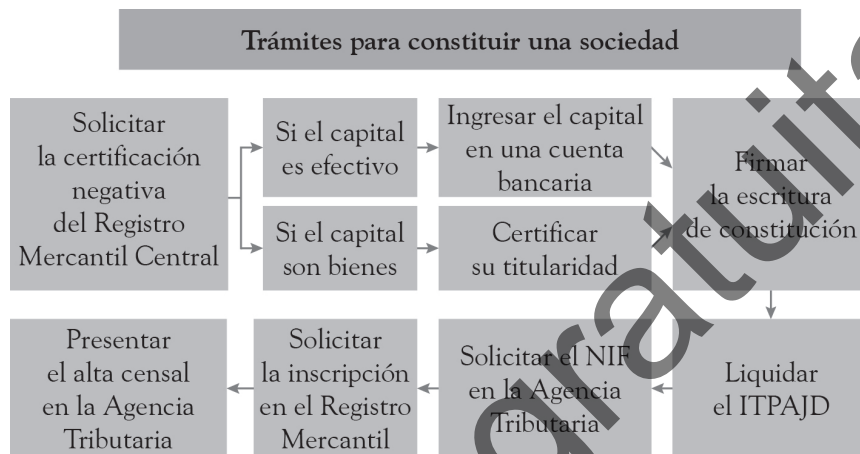 Trámites para constituir una sociedad
Solicitar
la certificación
negativa
del Registro
Mercantil Central
Si el capital
es efectivo
Ingresar el capital
en una cuenta
bancaria
Si el capital
son bienes
Certificar
su titularidad
Firmar
la escritura
de constitución
Liquidar
el ITPAJD
Solicitar el NIF
en la Agencia
Tributaria
Solicitar
la inscripción
en el Registro
Mercantil
Presentar
el alta censal
en la Agencia
Tributaria
gratuita